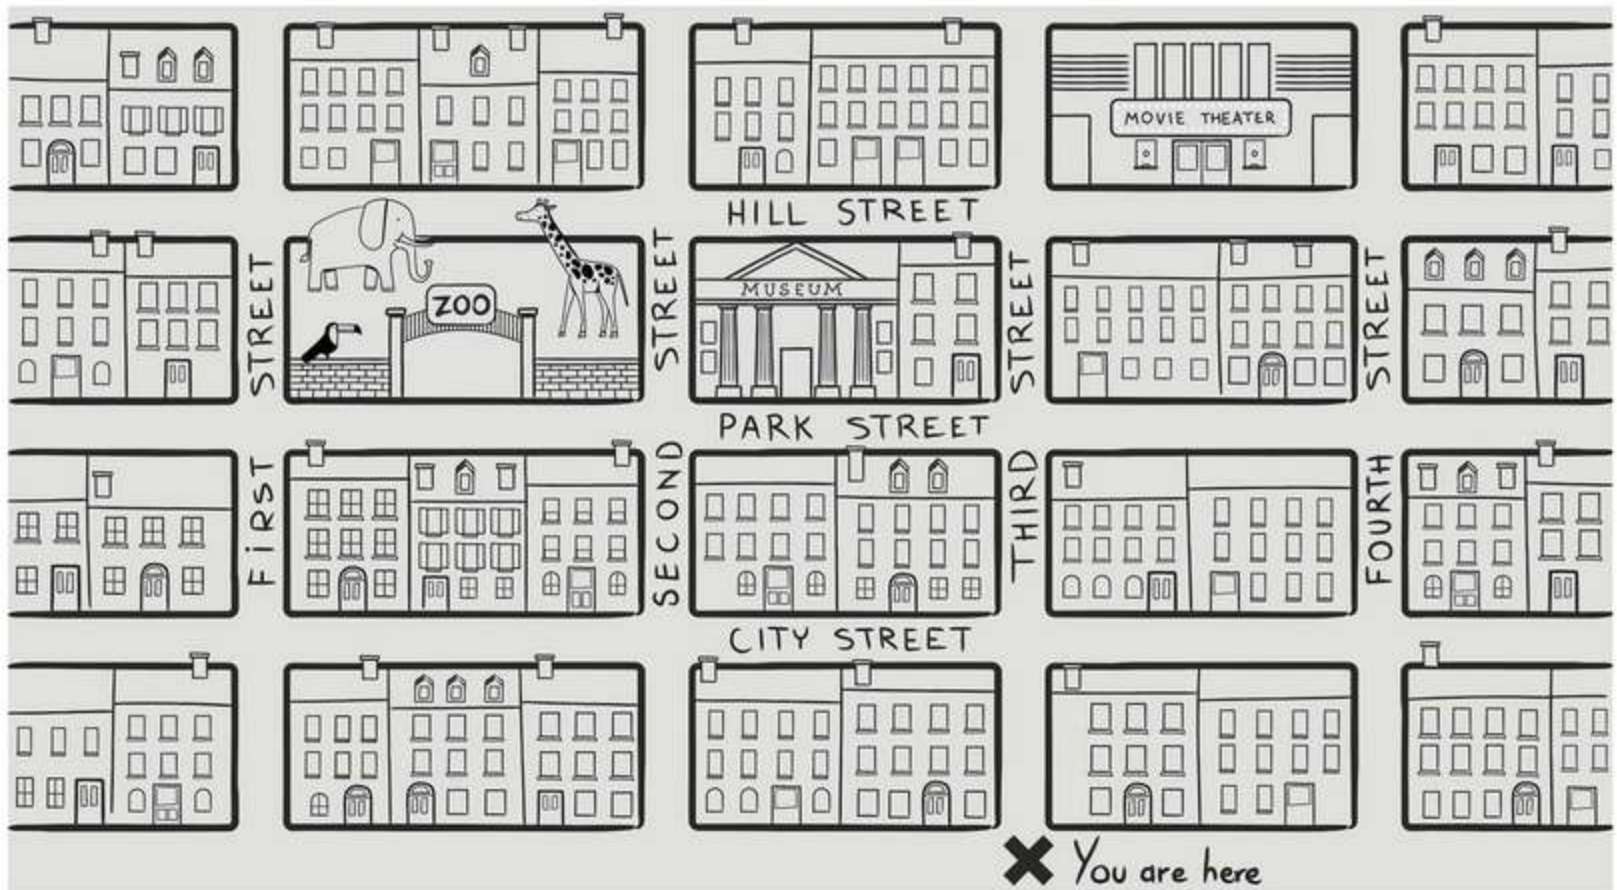 MOVIE THEATER
HILL STREET
ZOO
MUSEUM
PARK STREET
FIRST STREET
SECOND STREET
THIRD STREET
FOURTH STREET
CITY STREET
You are here